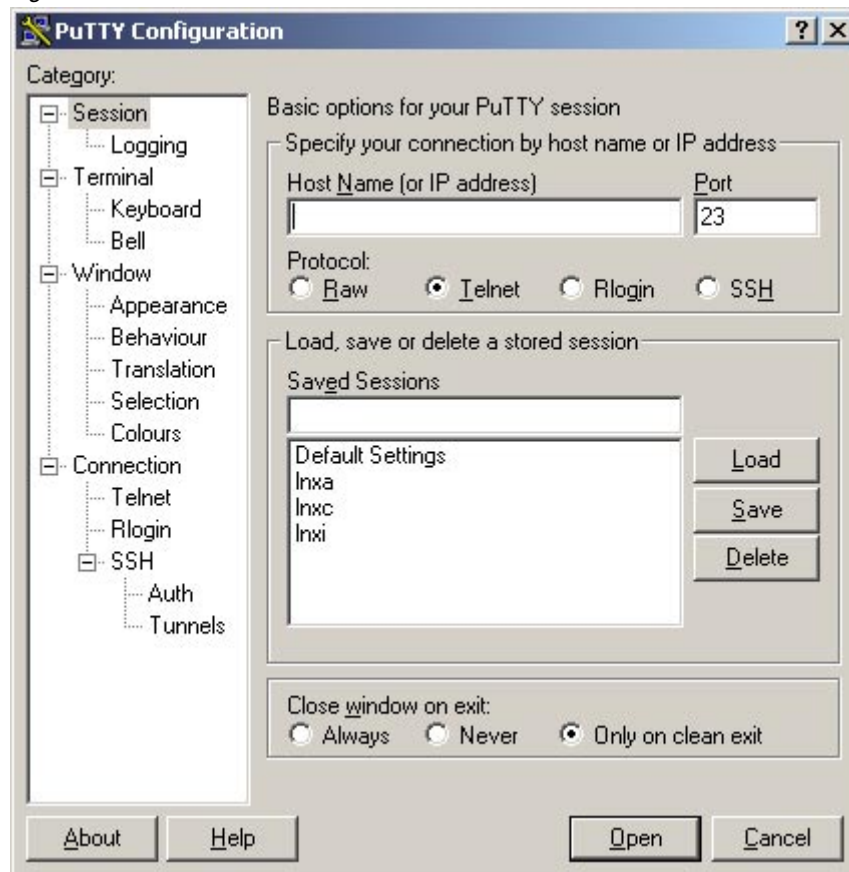 PuTTY Configuration
Category:
Session
Logging
Terminal
Keyboard
Bell
Window
Appearance
Behaviour
Translation
Selection
Colours
Connection
Telnet
Rlogin
SSH
Auth
Tunnels
Basic options for your PuTTY session
Specify your connection by host name or IP address
Host Name (or IP address) Port
23
Protocol:
Raw Telnet Rlogin SSH
Load, save or delete a stored session
Saved Sessions
Default Settings
lnxa
lnxc
lnxi
Load
Save
Delete
Close window on exit:
Always Never Only on clean exit
About Help Open Cancel